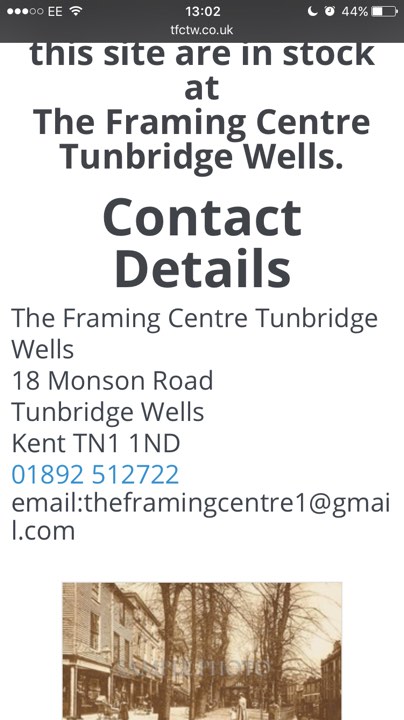 EE 13:02 44%
tfctw.co.uk
this site are in stock
at
The Framing Centre
Tunbridge Wells.
Contact
Details
The Framing Centre Tunbridge
Wells
18 Monson Road
Tunbridge Wells
Kent TN1 1ND
01892 512722
email:theframingcentre1@gmai
l.com